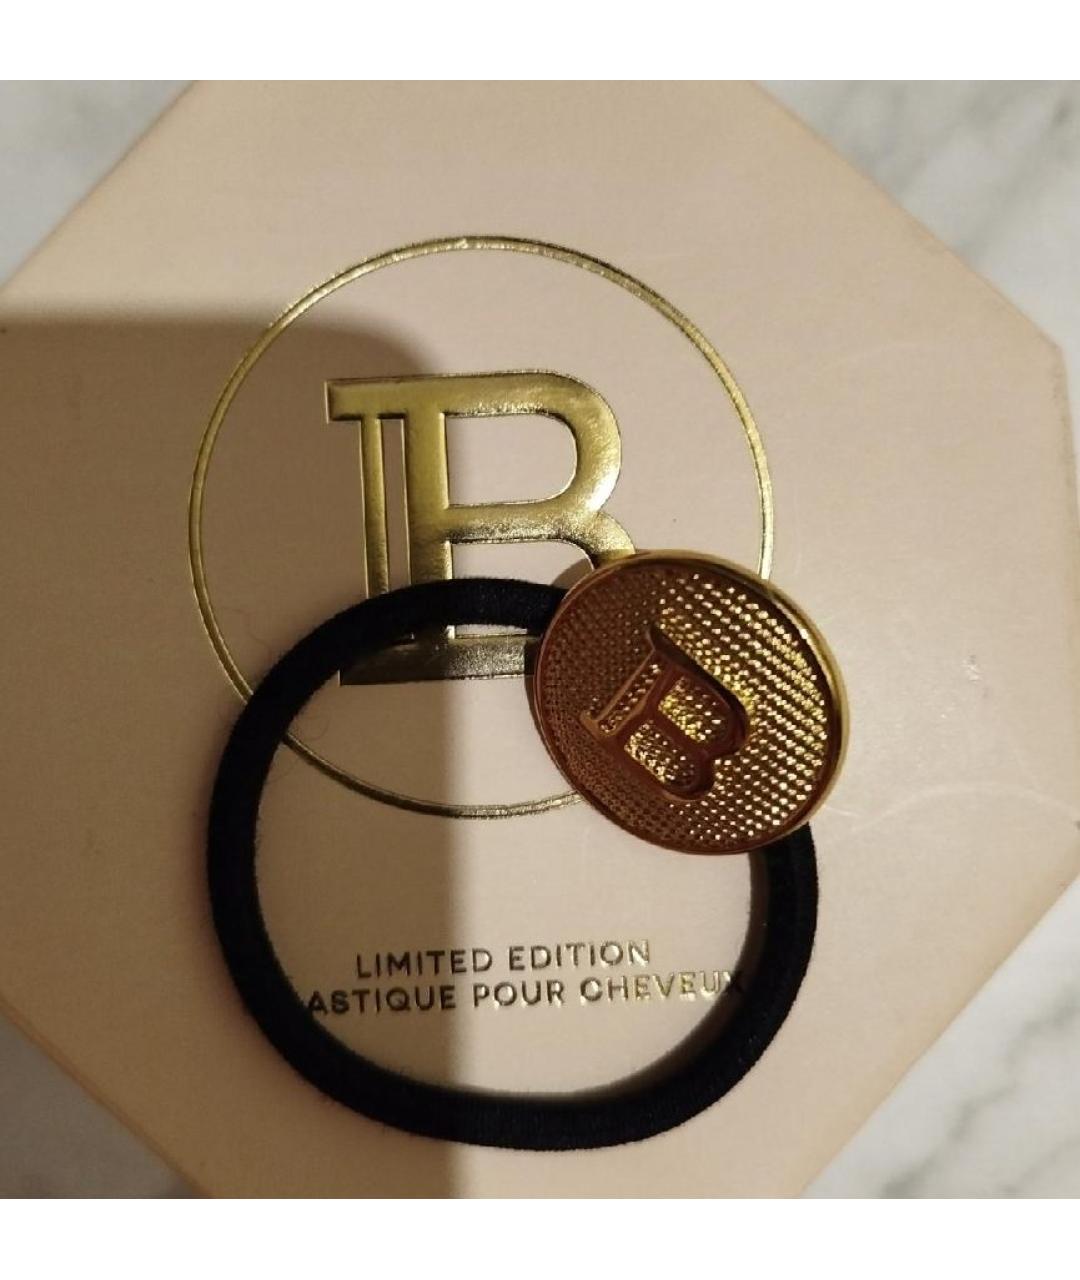 B
B
LIMITED EDITION
ASTIQUE POUR CHEVEUX